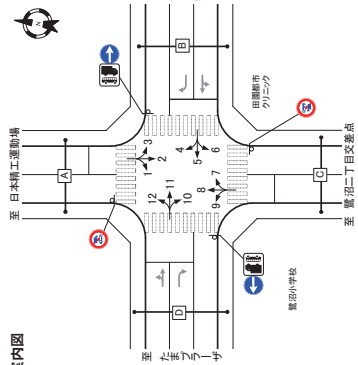 案内図
N
至 日本精工運動場
A
B
C
D
1
2
3
4
5
6
7
8
9
10
11
12
田園都市
クリニック
至 たまプラーザ
鷺沼小学校
至 鷺沼二丁目交差点